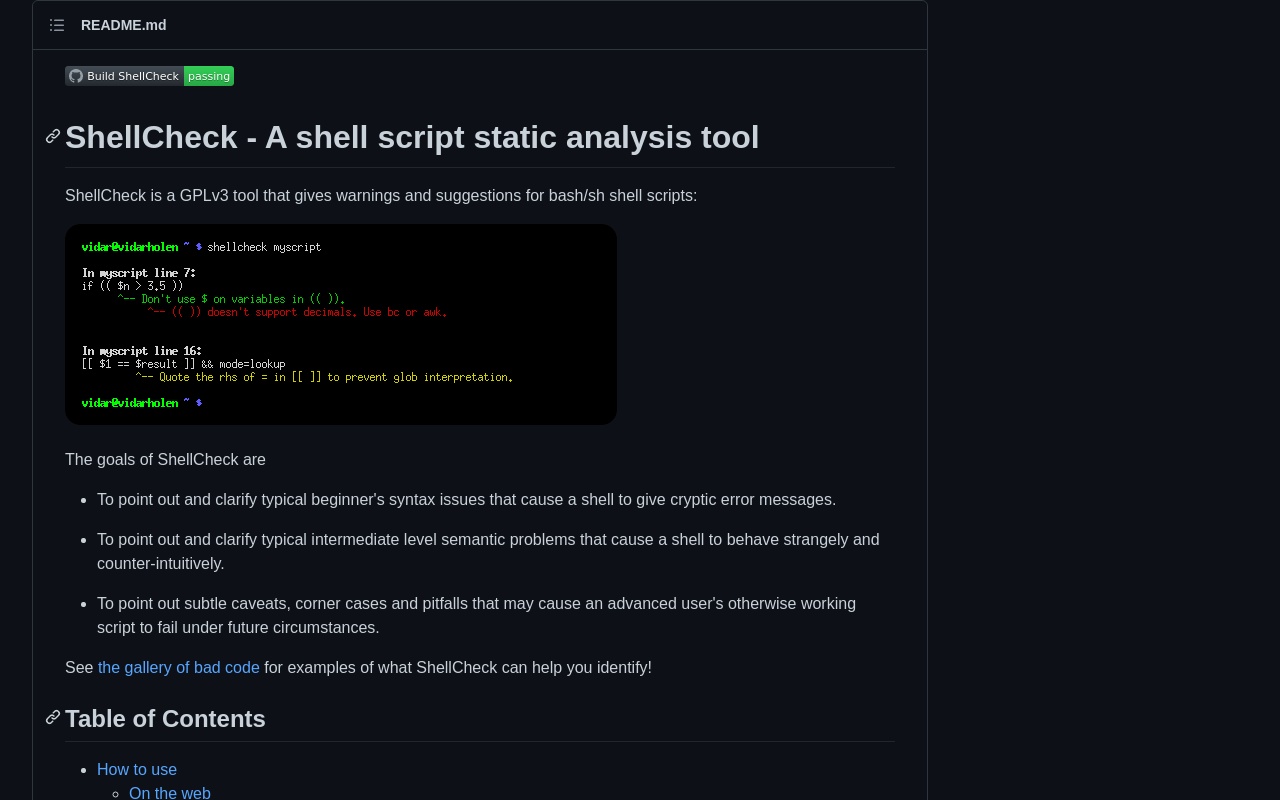 README.md
Build ShellCheck passing
ShellCheck - A shell script static analysis tool
ShellCheck is a GPLv3 tool that gives warnings and suggestions for bash/sh shell scripts:
vidar@vidarholen ~ $ shellcheck myscript
In myscript line 7:
if (( $n > 3.5 ))
^-- Don't use $ on variables in (( )).
^-- (( )) doesn't support decimals. Use bc or awk.
In myscript line 16:
[[ $1 == $result ]] && mode=lookup
^-- Quote the rhs of = in [[ ]] to prevent glob interpretation.
vidar@vidarholen ~ $
The goals of ShellCheck are
To point out and clarify typical beginner's syntax issues that cause a shell to give cryptic error messages.
To point out and clarify typical intermediate level semantic problems that cause a shell to behave strangely and
counter-intuitively.
To point out subtle caveats, corner cases and pitfalls that may cause an advanced user's otherwise working
script to fail under future circumstances.
See the gallery of bad code for examples of what ShellCheck can help you identify!
Table of Contents
How to use
On the web